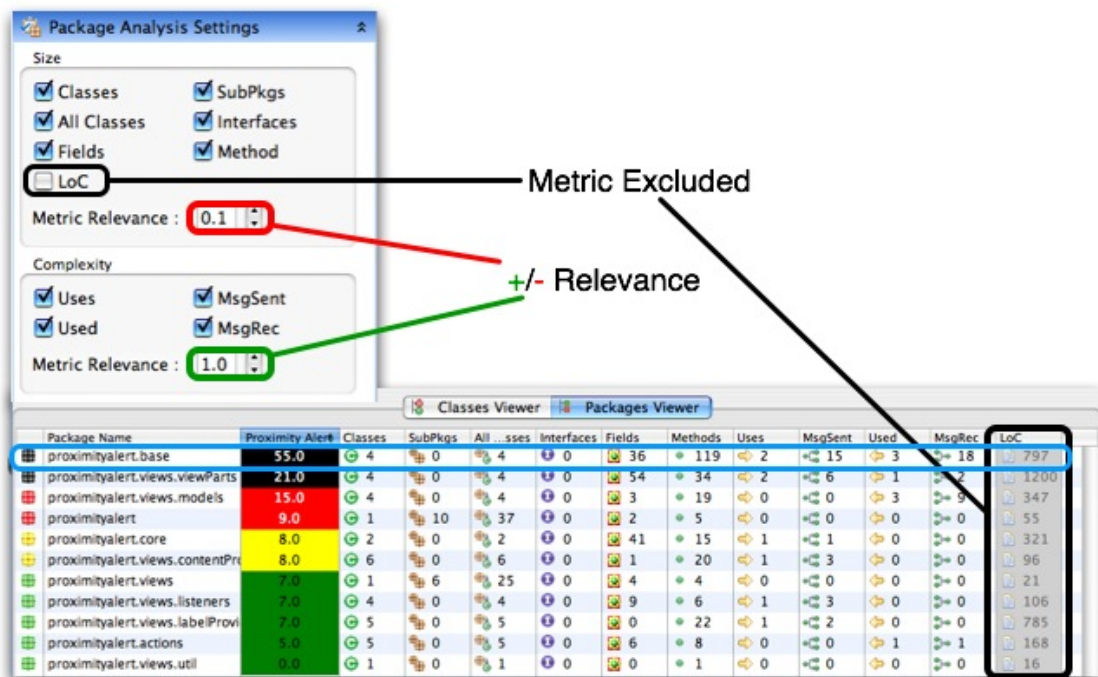 Package Analysis Settings
Size
Classes SubPkgs
All Classes Interfaces
Fields Method
LoC
Metric Relevance : 0.1
Metric Excluded
Complexity
+/- Relevance
Uses MsgSent
Used MsgRec
Metric Relevance : 1.0
Classes Viewer Packages Viewer
Package Name Proximity Alert Classes SubPkgs All ...sses Interfaces Fields Methods Uses MsgSent Used MsgRec LoC
proximityalert.base 55.0 4 0 4 0 36 119 2 15 3 18 797
proximityalert.views.viewParts 21.0 4 0 4 0 54 34 2 6 1 2 1200
proximityalert.views.models 15.0 4 0 4 0 3 19 0 0 3 9 347
proximityalert 9.0 1 10 37 0 2 5 0 0 0 0 55
proximityalert.core 8.0 2 0 2 0 41 15 1 1 0 0 321
proximityalert.views.contentPro 8.0 6 0 6 0 1 20 1 3 0 0 96
proximityalert.views 7.0 1 6 25 0 4 4 0 0 0 0 21
proximityalert.views.listeners 7.0 4 0 4 0 9 6 1 3 0 0 106
proximityalert.views.labelProvi 7.0 5 0 5 0 0 22 1 2 0 0 785
proximityalert.actions 5.0 5 0 5 0 6 8 0 0 1 1 168
proximityalert.views.util 0.0 1 0 1 0 0 1 0 0 0 0 16